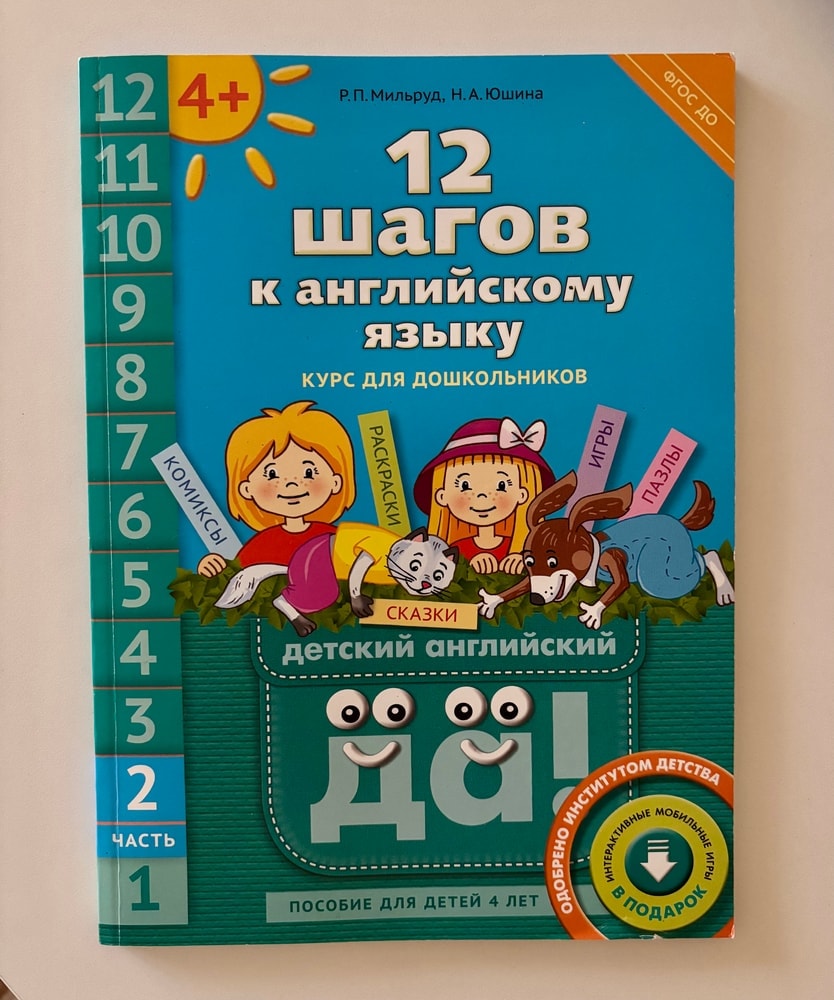 12
11
10
9
8
7
6
5
4
3
2
ЧАСТЬ
1
4+
Р.П. Мильруд, Н.А. Юшина
ФГОС ДО
12
шагов
к английскому
языку
КУРС ДЛЯ ДОШКОЛЬНИКОВ
КОМИКСЫ
РАСКРАСКИ
ИГРЫ
ПАЗЛЫ
СКАЗКИ
детский английский
да!
ОДОБРЕНО ИНСТИТУТОМ ДЕТСТВА
ИНТЕРАКТИВНЫЕ МОБИЛЬНЫЕ ИГРЫ
В ПОДАРОК
ПОСОБИЕ ДЛЯ ДЕТЕЙ 4 ЛЕТ